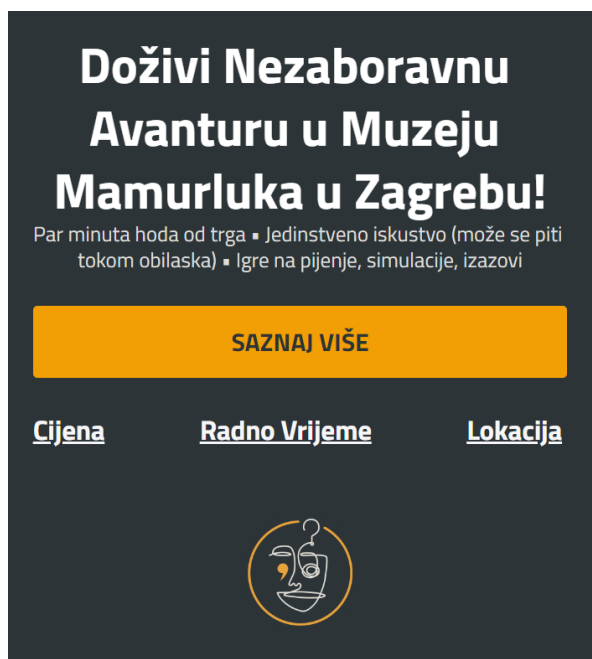 Doživi Nezaboravnu
Avanturu u Muzeju
Mamurluka u Zagrebu!
Par minuta hoda od trga ▪ Jedinstveno iskustvo (može se piti
tokom obilaska) ▪ Igre na pijenje, simulacije, izazovi
SAZNAJ VIŠE
Cijena Radno Vrijeme Lokacija